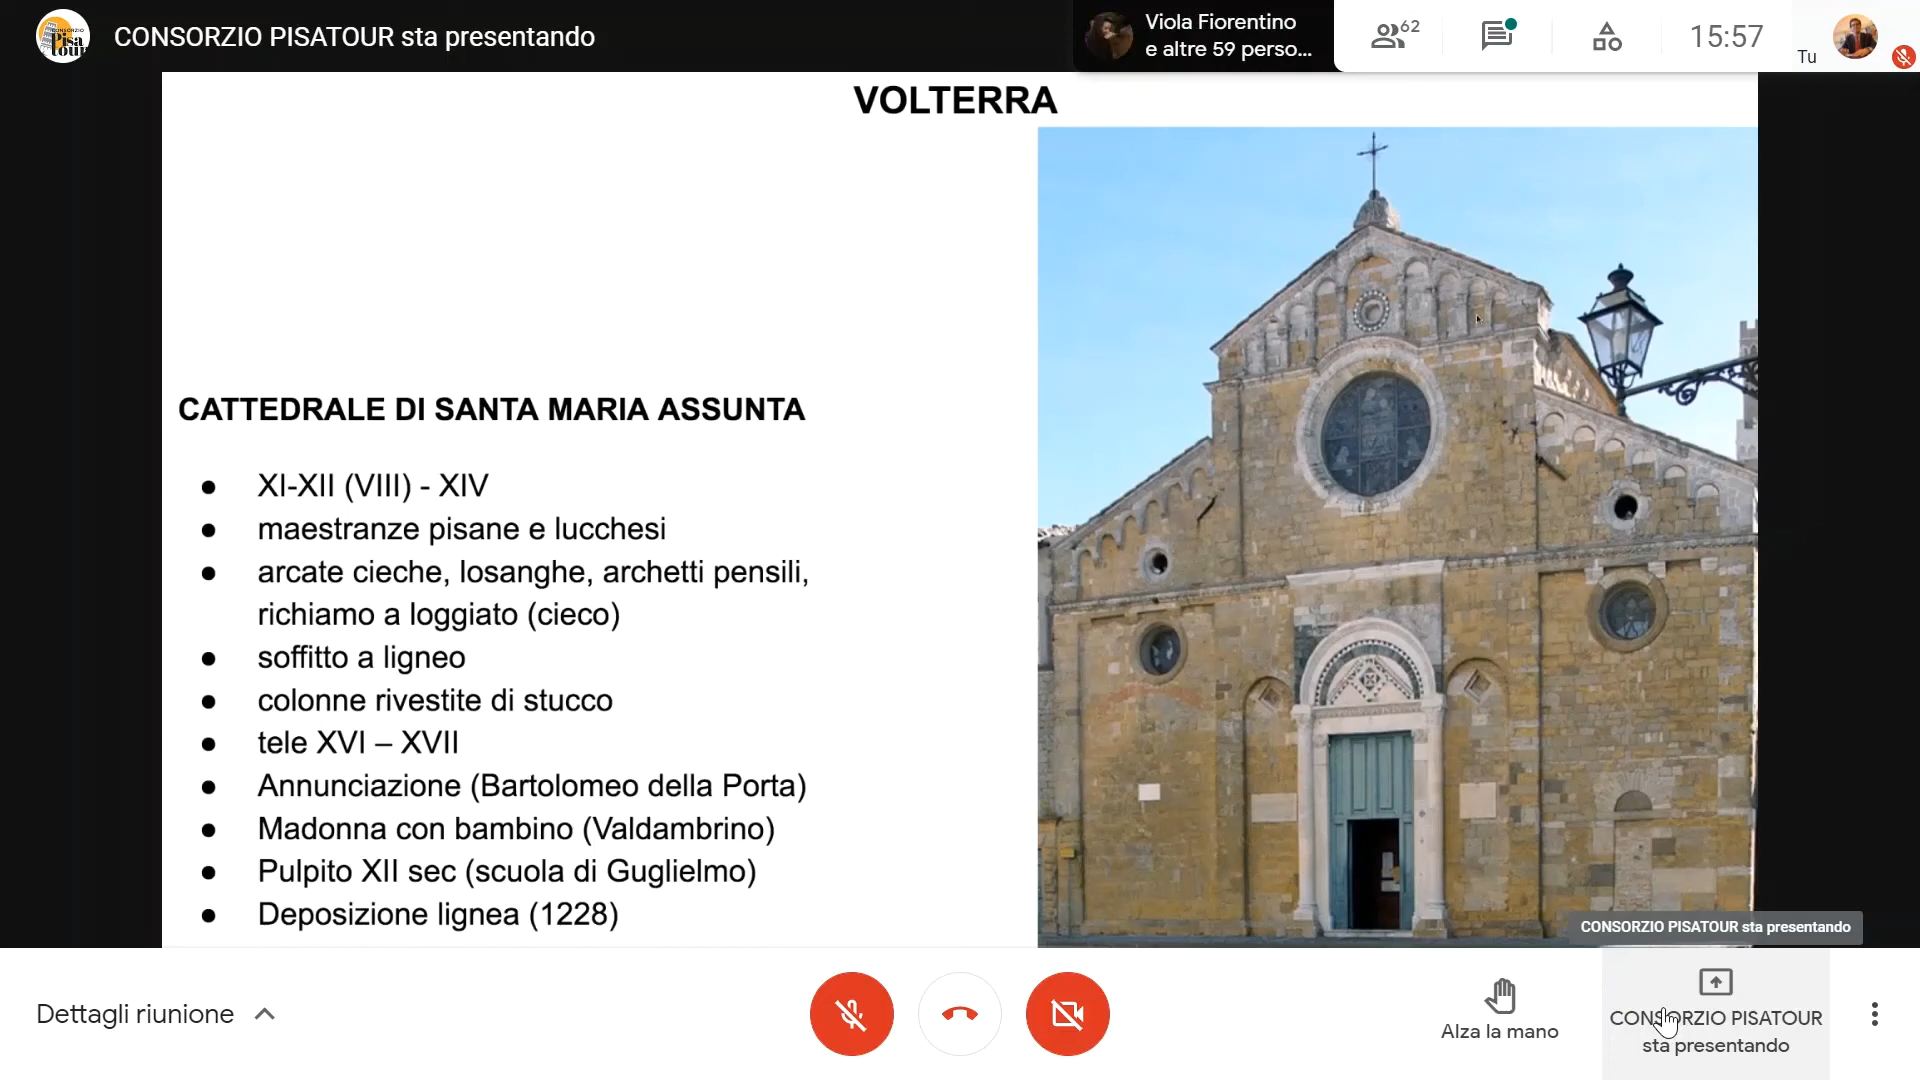 CONSORZIO PISATOUR sta presentando
Viola Fiorentino
e altre 59 perso...
62
15:57
Tu
CONSORZIO
Pisa
tour
VOLTERRA
CATTEDRALE DI SANTA MARIA ASSUNTA
● XI-XII (VIII) - XIV
● maestranze pisane e lucchesi
● arcate cieche, losanghe, archetti pensili,
richiamo a loggiato (cieco)
● soffitto a ligneo
● colonne rivestite di stucco
● tele XVI – XVII
● Annunciazione (Bartolomeo della Porta)
● Madonna con bambino (Valdambrino)
● Pulpito XII sec (scuola di Guglielmo)
● Deposizione lignea (1228)
CONSORZIO PISATOUR sta presentando
Dettagli riunione
Alza la mano
CONSORZIO PISATOUR
sta presentando